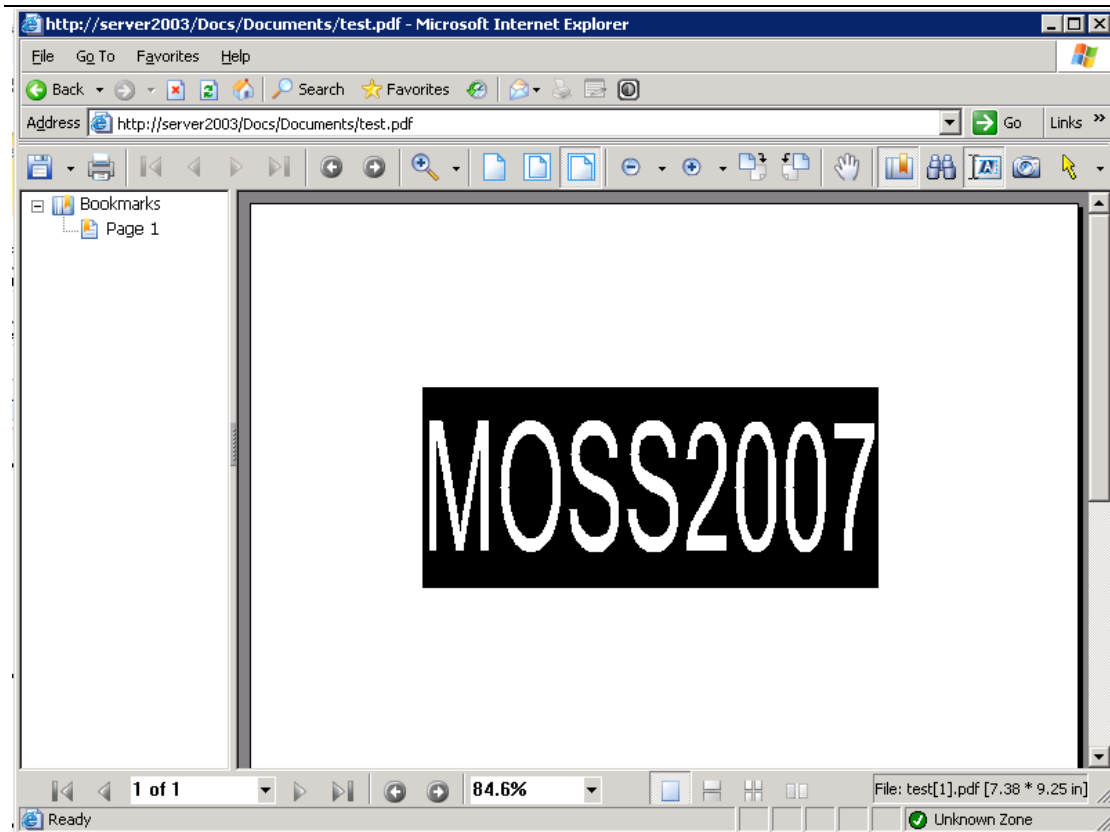 http://server2003/Docs/Documents/test.pdf - Microsoft Internet Explorer
File Go To Favorites Help
Back Search Favorites
Address http://server2003/Docs/Documents/test.pdf Go Links »
Bookmarks
Page 1
MOSS2007
1 of 1 84.6% File: test[1].pdf [7.38 * 9.25 in]
Ready Unknown Zone